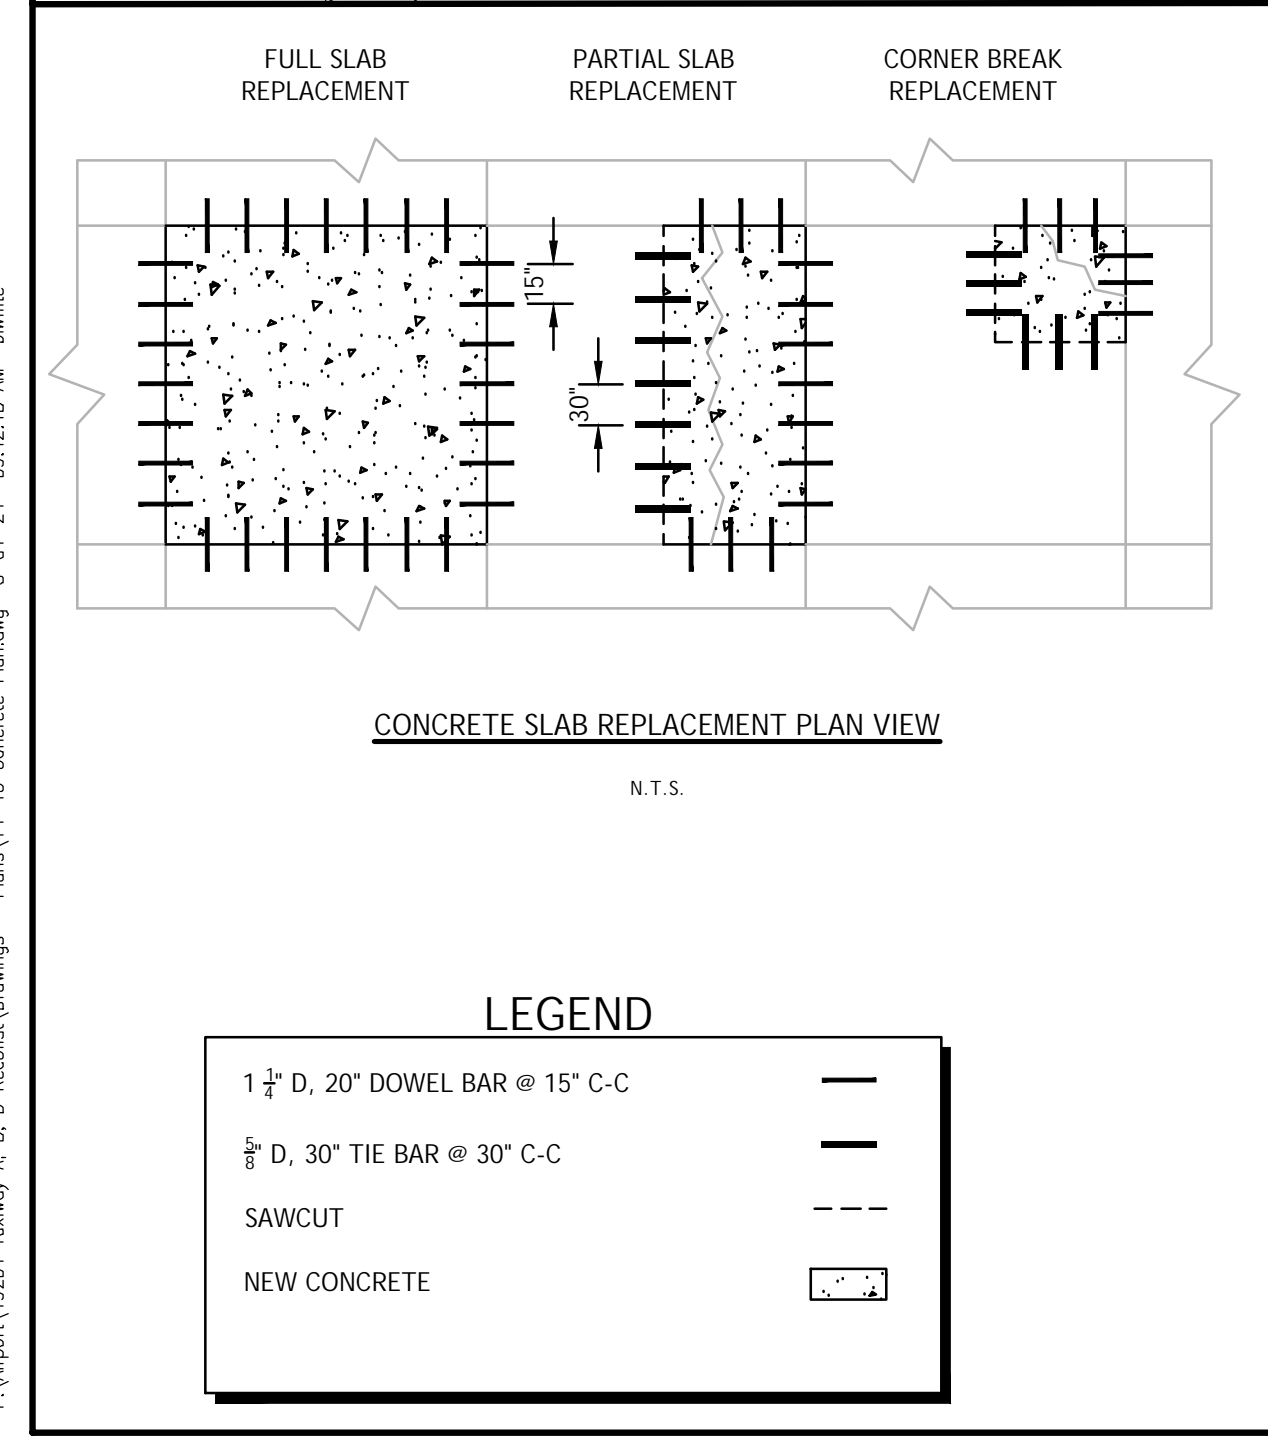 FULL SLAB
REPLACEMENT
PARTIAL SLAB
REPLACEMENT
CORNER BREAK
REPLACEMENT
15"
30"
CONCRETE SLAB REPLACEMENT PLAN VIEW
N.T.S.
LEGEND
1 1/4" D, 20" DOWEL BAR @ 15" C-C
5/8" D, 30" TIE BAR @ 30" C-C
SAWCUT
NEW CONCRETE